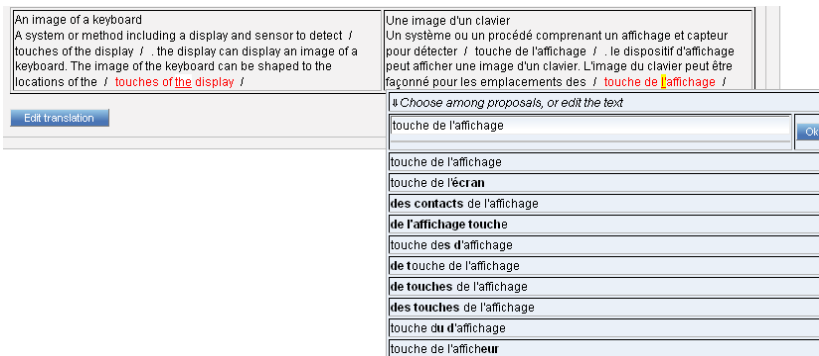 An image of a keyboard
A system or method including a display and sensor to detect /
touches of the display / . the display can display an image of a
keyboard. The image of the keyboard can be shaped to the
locations of the / touches of the display /
Une image d'un clavier
Un système ou un procédé comprenant un affichage et capteur
pour détecter / touche de l'affichage / . le dispositif d'affichage
peut afficher une image d'un clavier. L'image du clavier peut être
façonné pour les emplacements des / touche de l'affichage /
Edit translation
⇓Choose among proposals, or edit the text
touche de l'affichage
Ok
touche de l'affichage
touche de l'écran
des contacts de l'affichage
de l'affichage touche
touche des d'affichage
de touche de l'affichage
de touches de l'affichage
des touches de l'affichage
touche du d'affichage
touche de l'afficheur